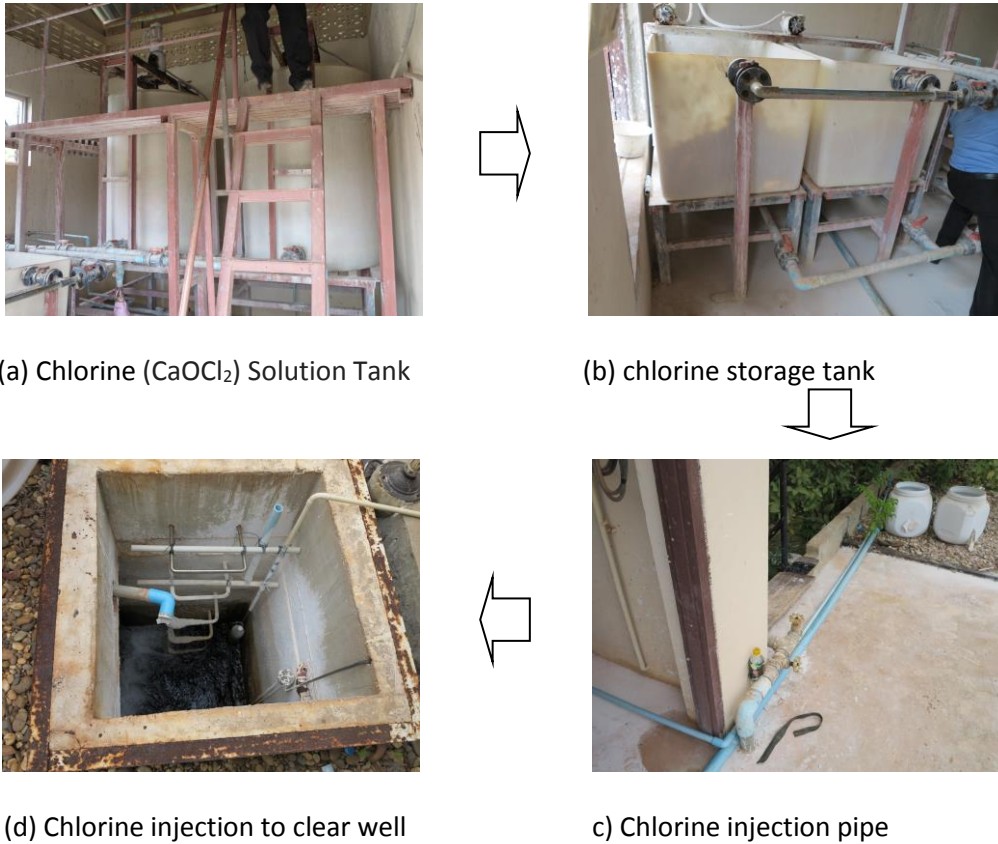 (a) Chlorine (CaOCl₂) Solution Tank
(b) chlorine storage tank
(d) Chlorine injection to clear well
c) Chlorine injection pipe